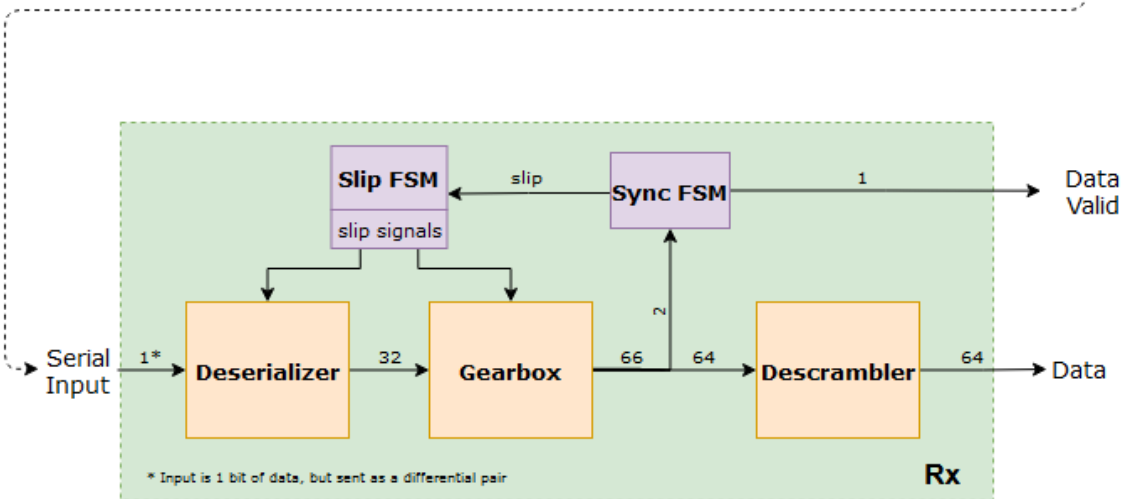 Slip FSM
slip
Sync FSM
1
Data
Valid
slip signals
2
Serial
Input
1*
Deserializer
32
Gearbox
66
64
Descrambler
64
Data
* Input is 1 bit of data, but sent as a differential pair
Rx